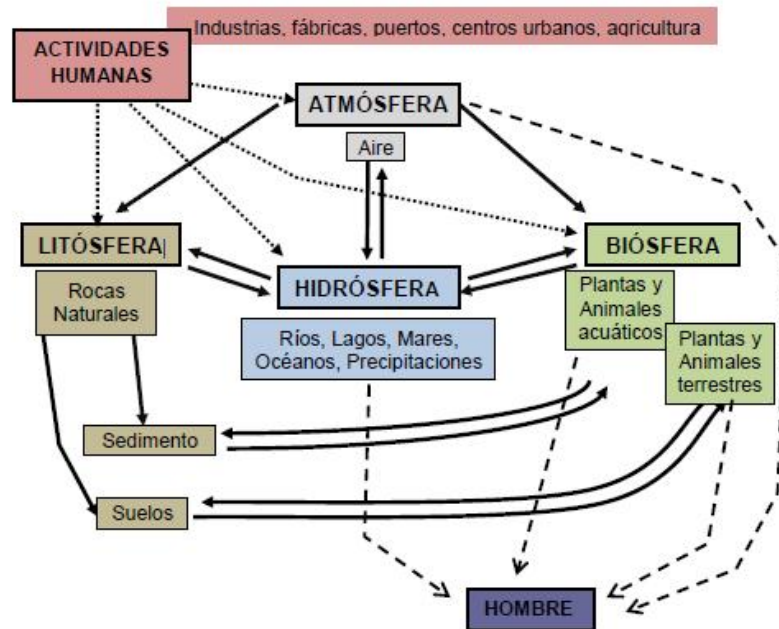 Industrias, fábricas, puertos, centros urbanos, agricultura
ACTIVIDADES
HUMANAS
ATMÓSFERA
Aire
LITÓSFERA
Rocas
Naturales
HIDRÓSFERA
Ríos, Lagos, Mares,
Océanos, Precipitaciones
BIÓSFERA
Plantas y
Animales
acuáticos
Plantas y
Animales
terrestres
Sedimento
Suelos
HOMBRE